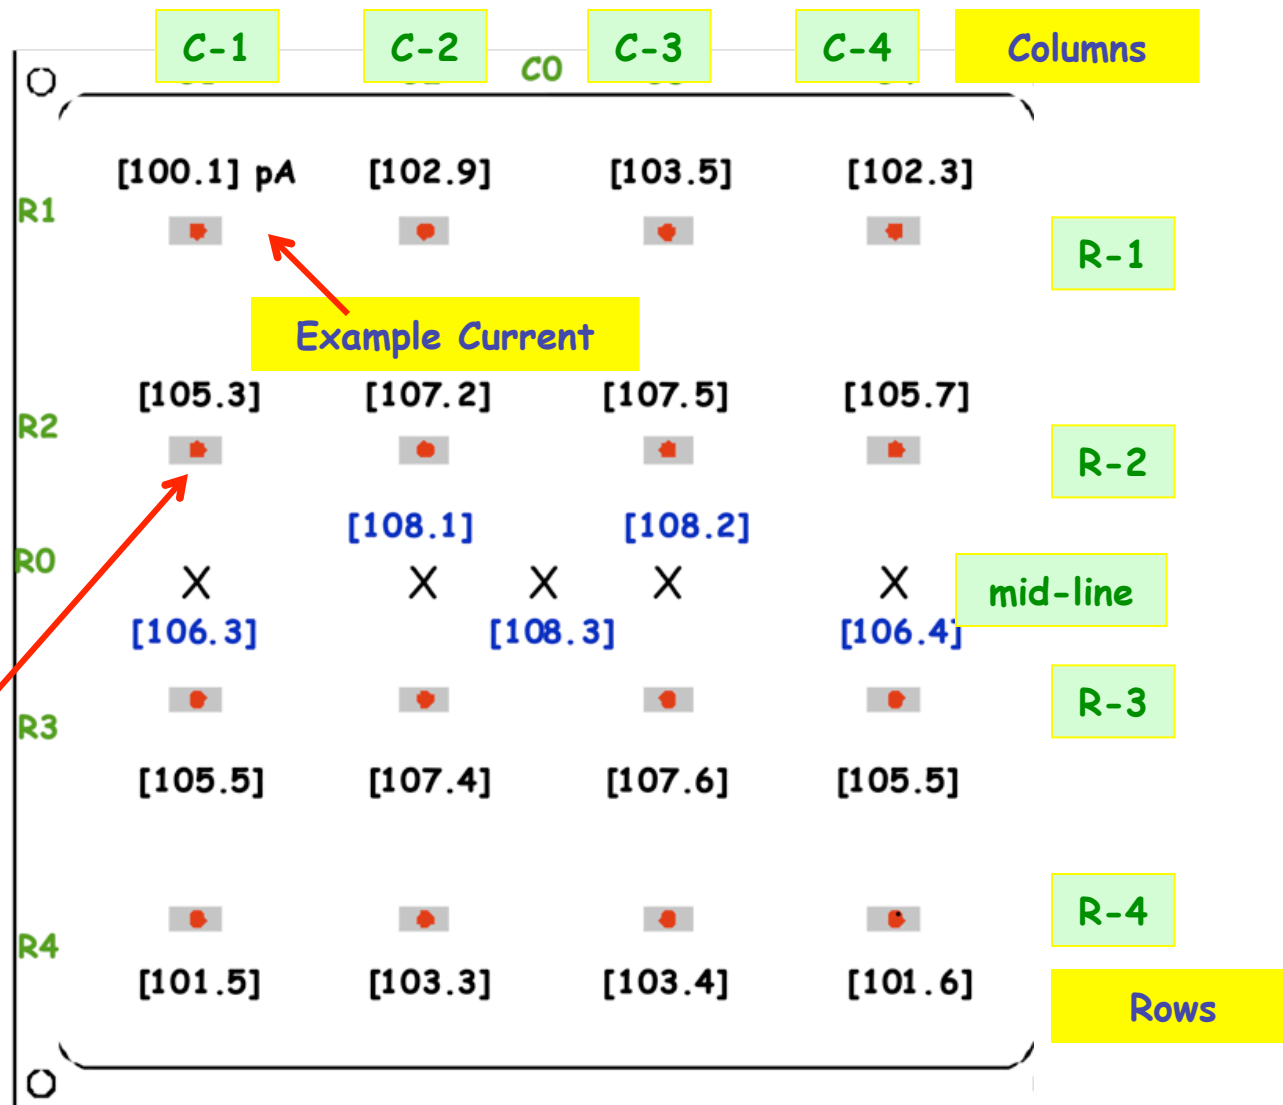 C-1 C-2 C-3 C-4 Columns
C0
[100.1] pA [102.9] [103.5] [102.3]
R1
R-1
Example Current
[105.3] [107.2] [107.5] [105.7]
R2
R-2
[108.1] [108.2]
R0
X X X X X
mid-line
[106.3] [108.3] [106.4]
R-3
R3
[105.5] [107.4] [107.6] [105.5]
R-4
R4
[101.5] [103.3] [103.4] [101.6]
Rows